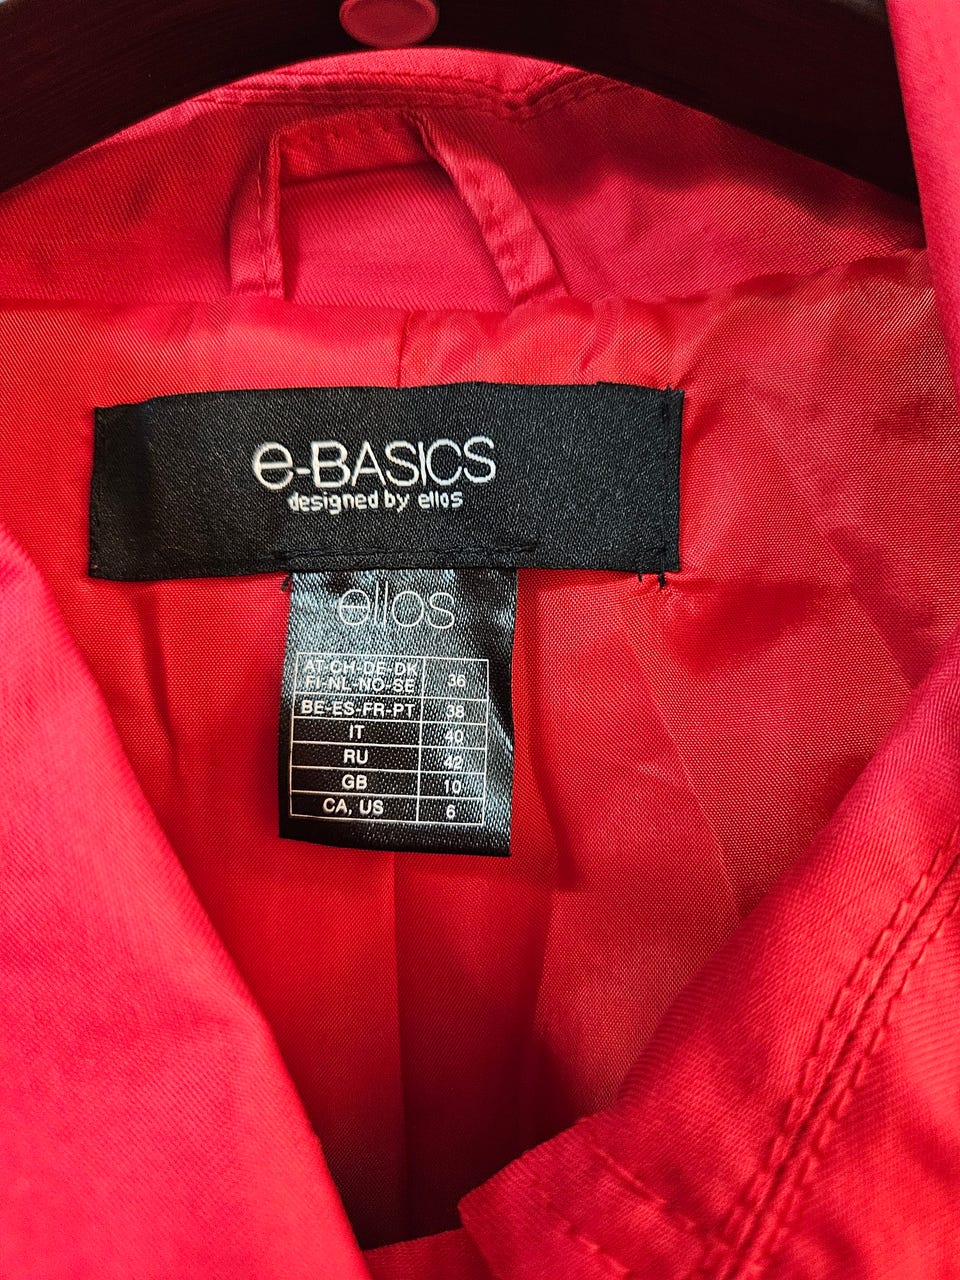 e-BASICS
designed by ellos
ellos
AT-CH-DE-DK
FI-NL-NO-SE 36
BE-ES-FR-PT 38
IT 40
RU 42
GB 10
CA, US 6